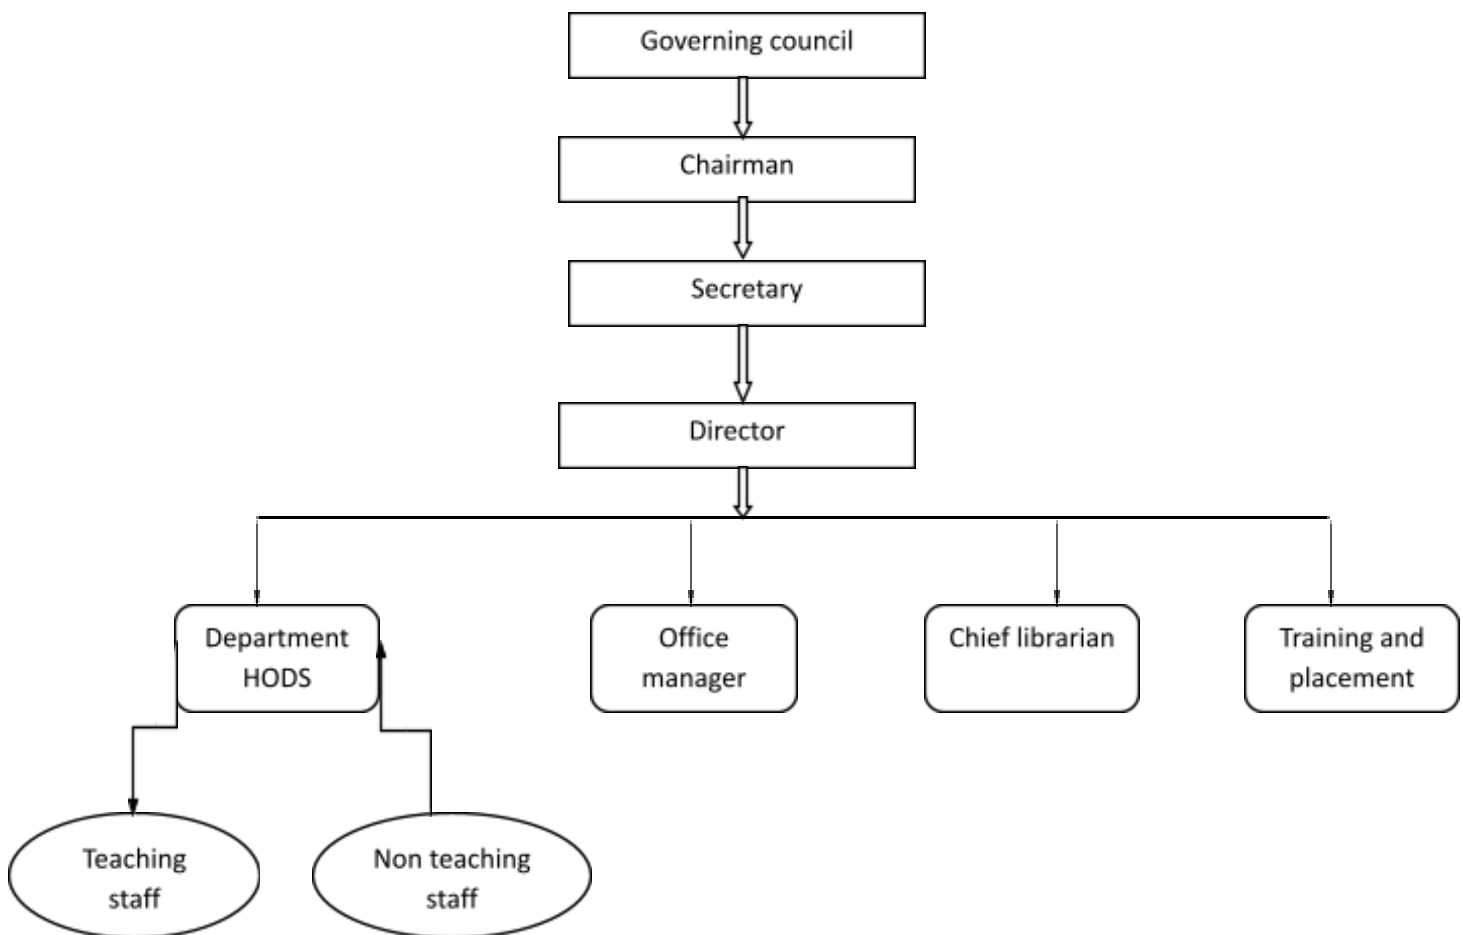 Governing council
Chairman
Secretary
Director
Department
HODS
Office
manager
Chief librarian
Training and
placement
Teaching
staff
Non teaching
staff